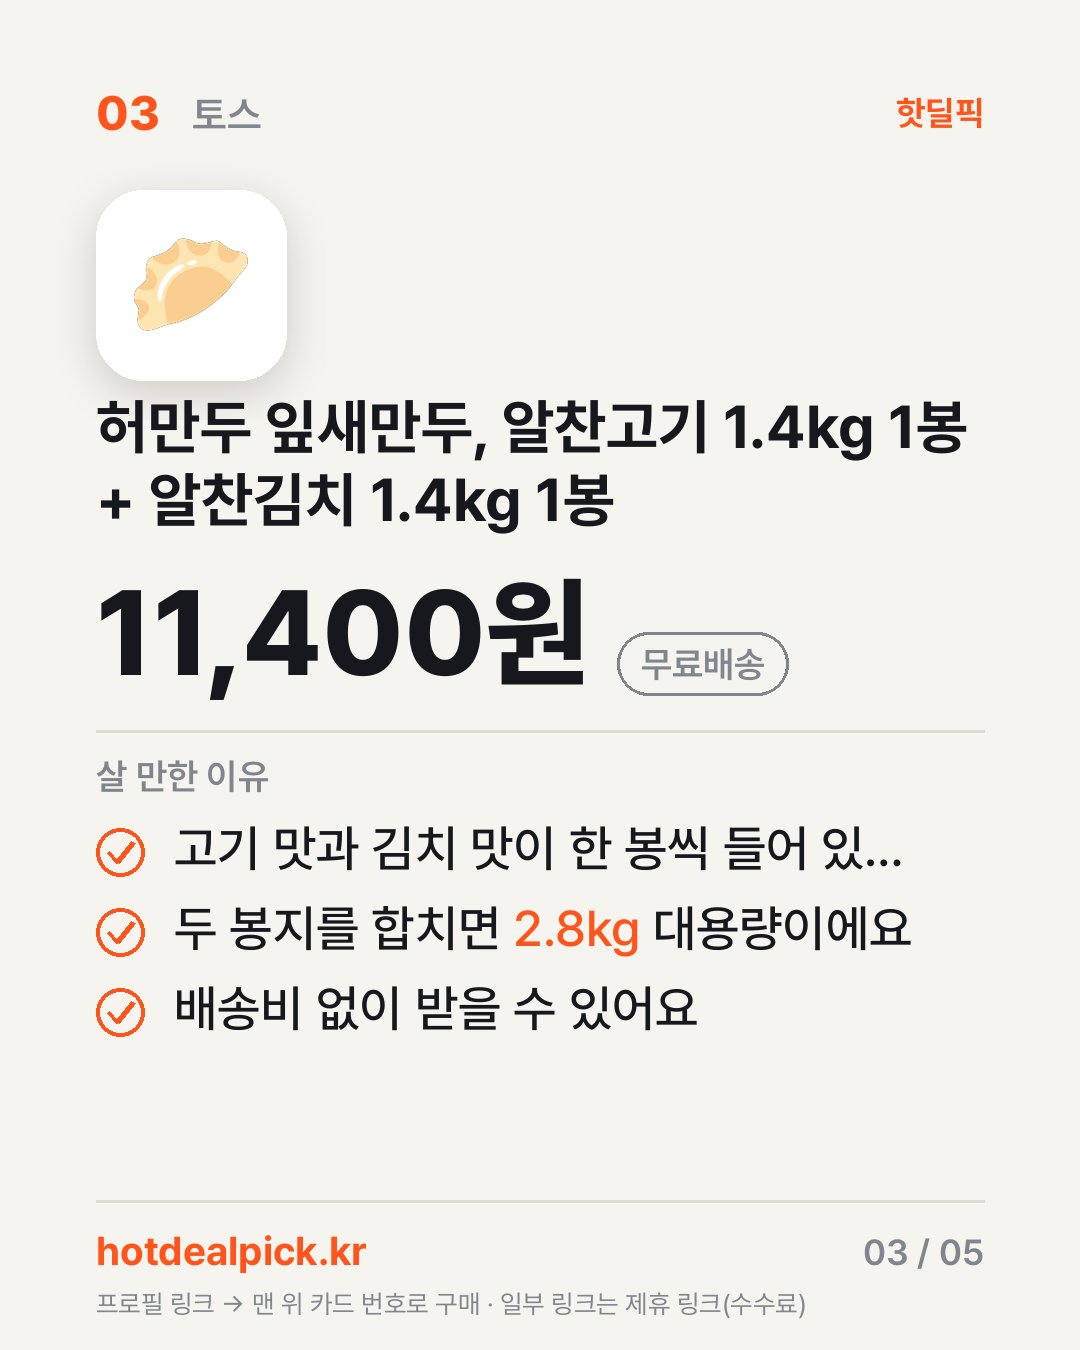 03 토스
핫딜픽
허만두 잎새만두, 알찬고기 1.4kg 1봉
+ 알찬김치 1.4kg 1봉
11,400원 무료배송
살 만한 이유
고기 맛과 김치 맛이 한 봉씩 들어 있...
두 봉지를 합치면 2.8kg 대용량이에요
배송비 없이 받을 수 있어요
hotdealpick.kr
03 / 05
프로필 링크 → 맨 위 카드 번호로 구매 · 일부 링크는 제휴 링크(수수료)